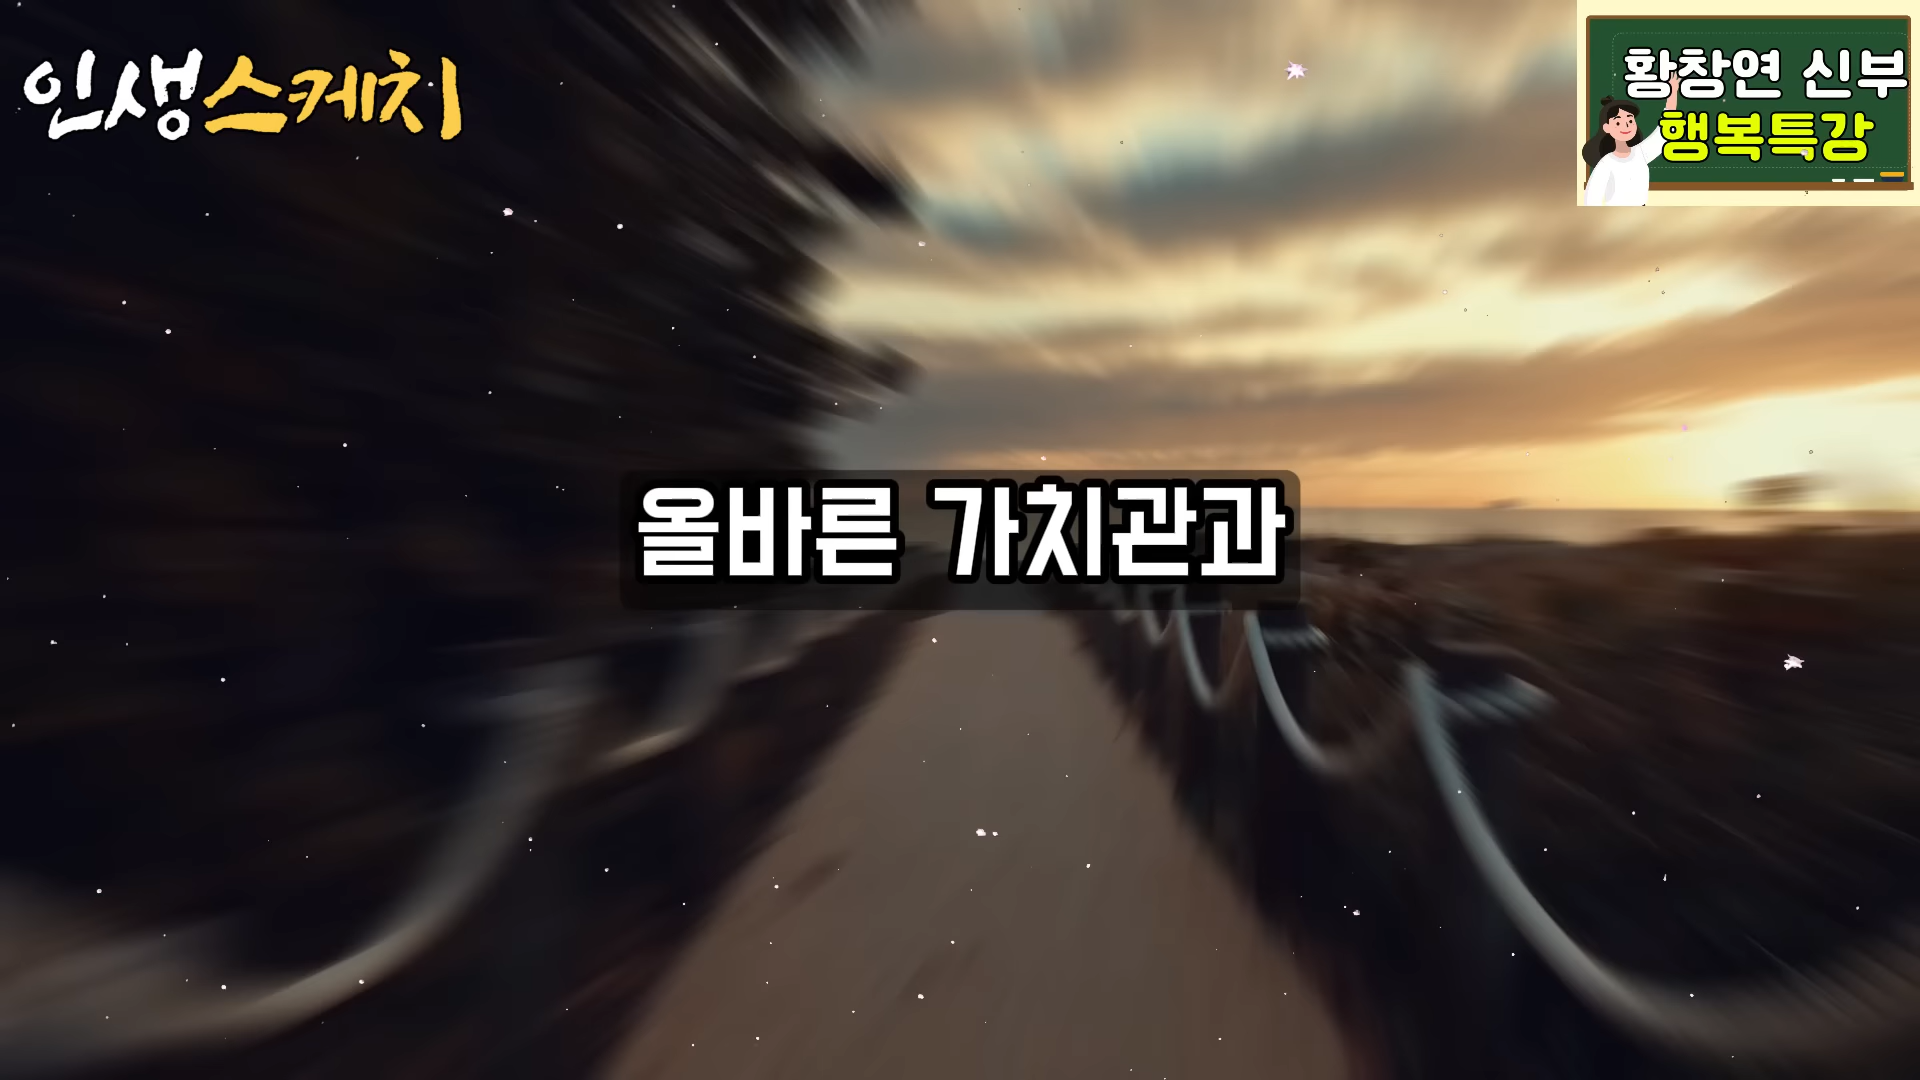 인생스케치
황창연 신부
행복특강
올바른 가치관과